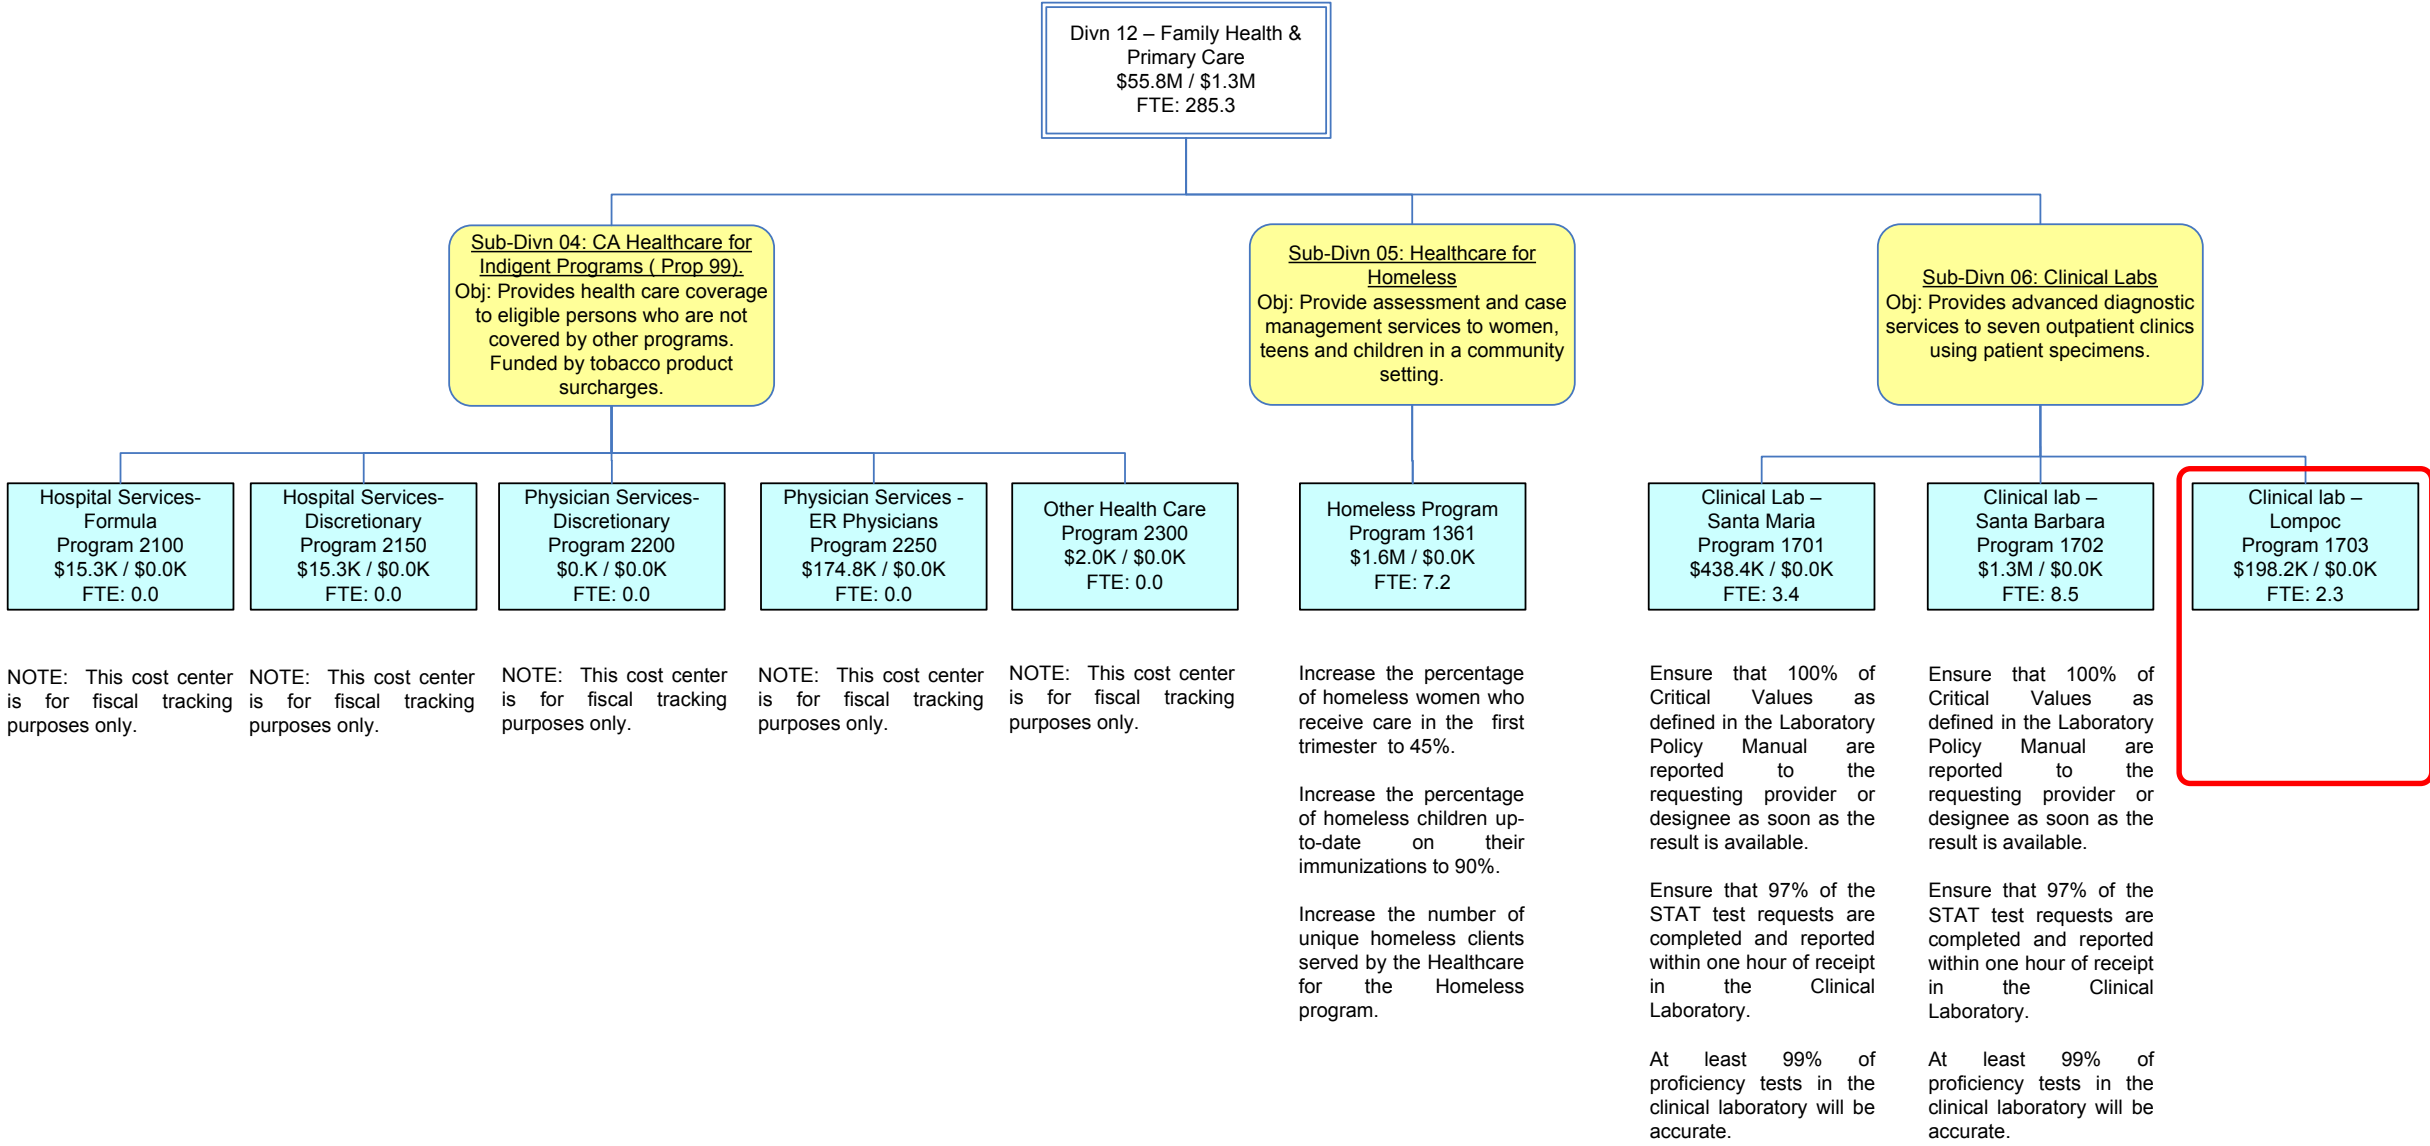 Divn 12 – Family Health &
Primary Care
$55.8M / $1.3M
FTE: 285.3
Sub-Divn 04: CA Healthcare for
Indigent Programs ( Prop 99).
Obj: Provides health care coverage
to eligible persons who are not
covered by other programs.
Funded by tobacco product
surcharges.
Sub-Divn 05: Healthcare for
Homeless
Obj: Provide assessment and case
management services to women,
teens and children in a community
setting.
Sub-Divn 06: Clinical Labs
Obj: Provides advanced diagnostic
services to seven outpatient clinics
using patient specimens.
Hospital Services-
Formula
Program 2100
$15.3K / $0.0K
FTE: 0.0
Hospital Services-
Discretionary
Program 2150
$15.3K / $0.0K
FTE: 0.0
Physician Services-
Discretionary
Program 2200
$0.K / $0.0K
FTE: 0.0
Physician Services -
ER Physicians
Program 2250
$174.8K / $0.0K
FTE: 0.0
Other Health Care
Program 2300
$2.0K / $0.0K
FTE: 0.0
Homeless Program
Program 1361
$1.6M / $0.0K
FTE: 7.2
Clinical Lab –
Santa Maria
Program 1701
$438.4K / $0.0K
FTE: 3.4
Clinical lab –
Santa Barbara
Program 1702
$1.3M / $0.0K
FTE: 8.5
Clinical lab –
Lompoc
Program 1703
$198.2K / $0.0K
FTE: 2.3
NOTE: This cost center
is for fiscal tracking
purposes only.
NOTE: This cost center
is for fiscal tracking
purposes only.
NOTE: This cost center
is for fiscal tracking
purposes only.
NOTE: This cost center
is for fiscal tracking
purposes only.
NOTE: This cost center
is for fiscal tracking
purposes only.
Increase the percentage
of homeless women who
receive care in the first
trimester to 45%.
Increase the percentage
of homeless children up-
to-date on their
immunizations to 90%.
Increase the number of
unique homeless clients
served by the Healthcare
for the Homeless
program.
Ensure that 100% of
Critical Values as
defined in the Laboratory
Policy Manual are
reported to the
requesting provider or
designee as soon as the
result is available.
Ensure that 97% of the
STAT test requests are
completed and reported
within one hour of receipt
in the Clinical
Laboratory.
At least 99% of
proficiency tests in the
clinical laboratory will be
accurate.
Ensure that 100% of
Critical Values as
defined in the Laboratory
Policy Manual are
reported to the
requesting provider or
designee as soon as the
result is available.
Ensure that 97% of the
STAT test requests are
completed and reported
within one hour of receipt
in the Clinical
Laboratory.
At least 99% of
proficiency tests in the
clinical laboratory will be
accurate.